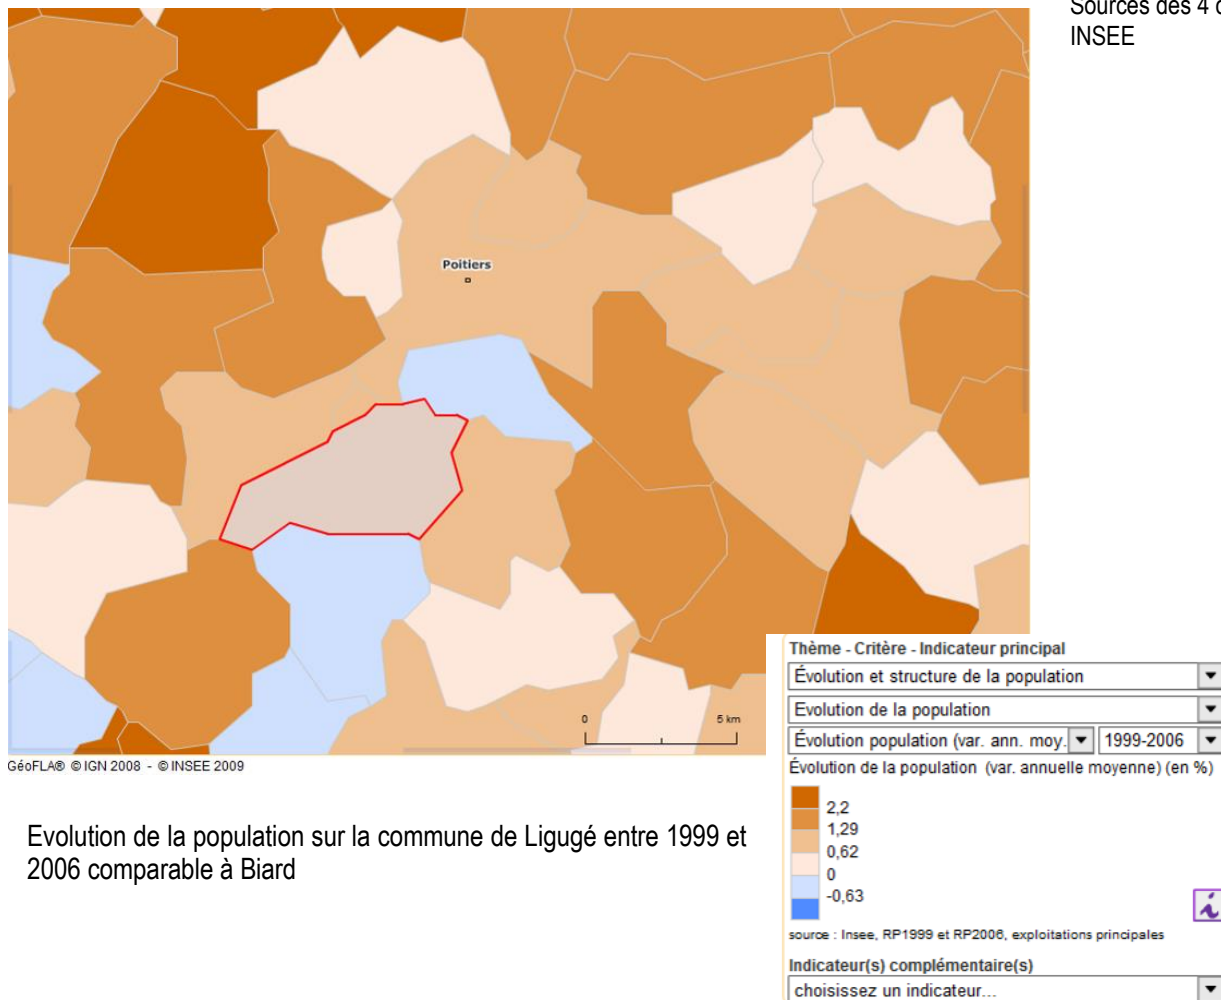 Sources des 4
INSEE
Poitiers
0 5 km
GéoFLA® © IGN 2008 - © INSEE 2009
Evolution de la population sur la commune de Ligugé entre 1999 et
2006 comparable à Biard
Thème - Critère - Indicateur principal
Évolution et structure de la population
Evolution de la population
Évolution population (var. ann. moy. 1999-2006
Évolution de la population (var. annuelle moyenne) (en %)
2,2
1,29
0,62
0
-0,63
i
source : Insee, RP1999 et RP2006, exploitations principales
Indicateur(s) complémentaire(s)
choisissez un indicateur...